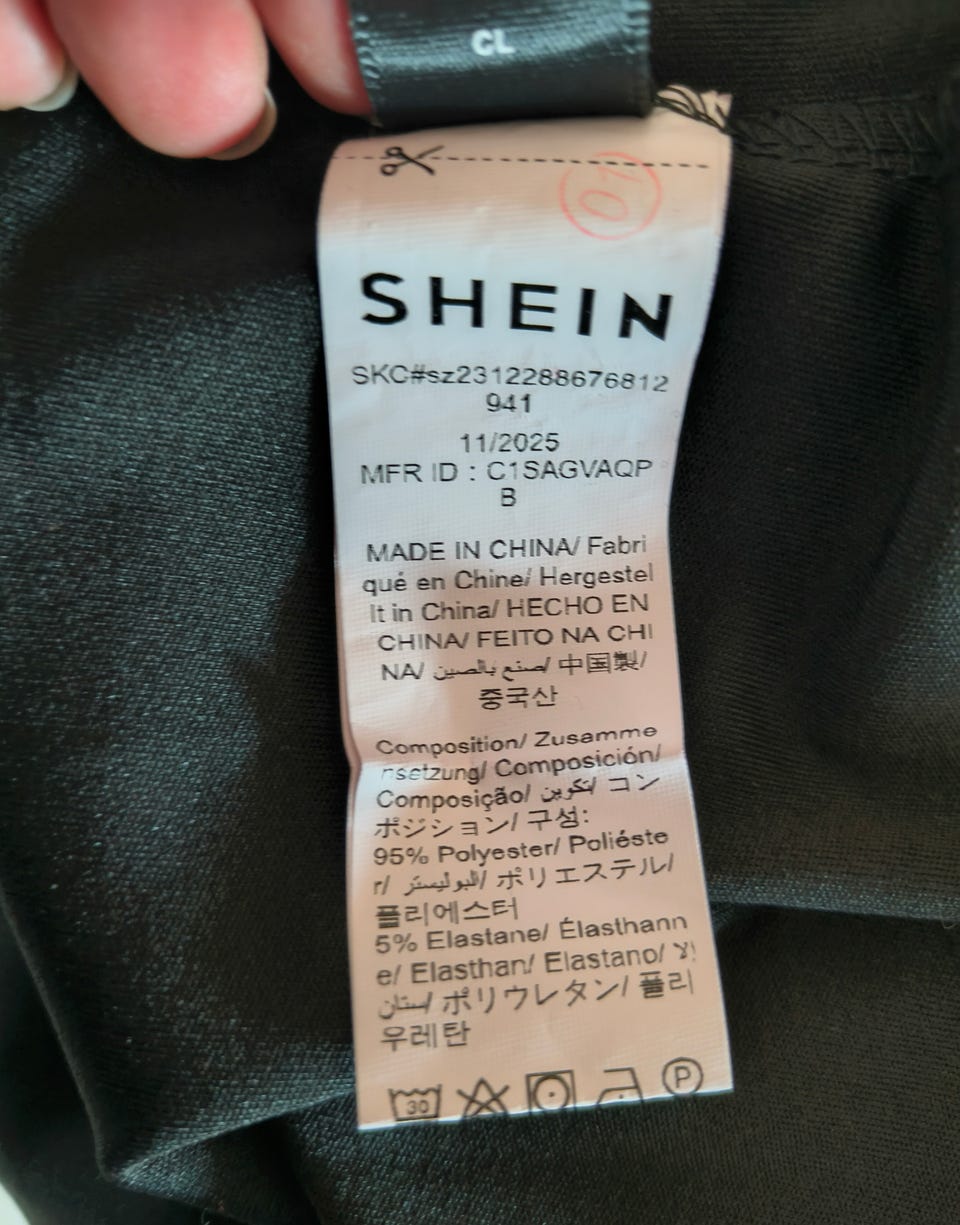 CL
01
SHEIN
SKC#sz2312288676812
941
11/2025
MFR ID : C1SAGVAQP
B
MADE IN CHINA/ Fabri
qué en Chine/ Hergestel
lt in China/ HECHO EN
CHINA/ FEITO NA CHI
NA/ صنع بالصين/ 中国製/
중국산
Composition/ Zusamme
nsetzung/ Composición/
Composição/ تكوين/ コン
ポジション/ 구성:
95% Polyester/ Poliéste
r/ البوليستر/ ポリエステル/
폴리에스터
5% Elastane/ Élasthann
e/ Elasthan/ Elastano/ إيلا
ستان/ ポリウレタン/ 폴리
우레탄
30
P